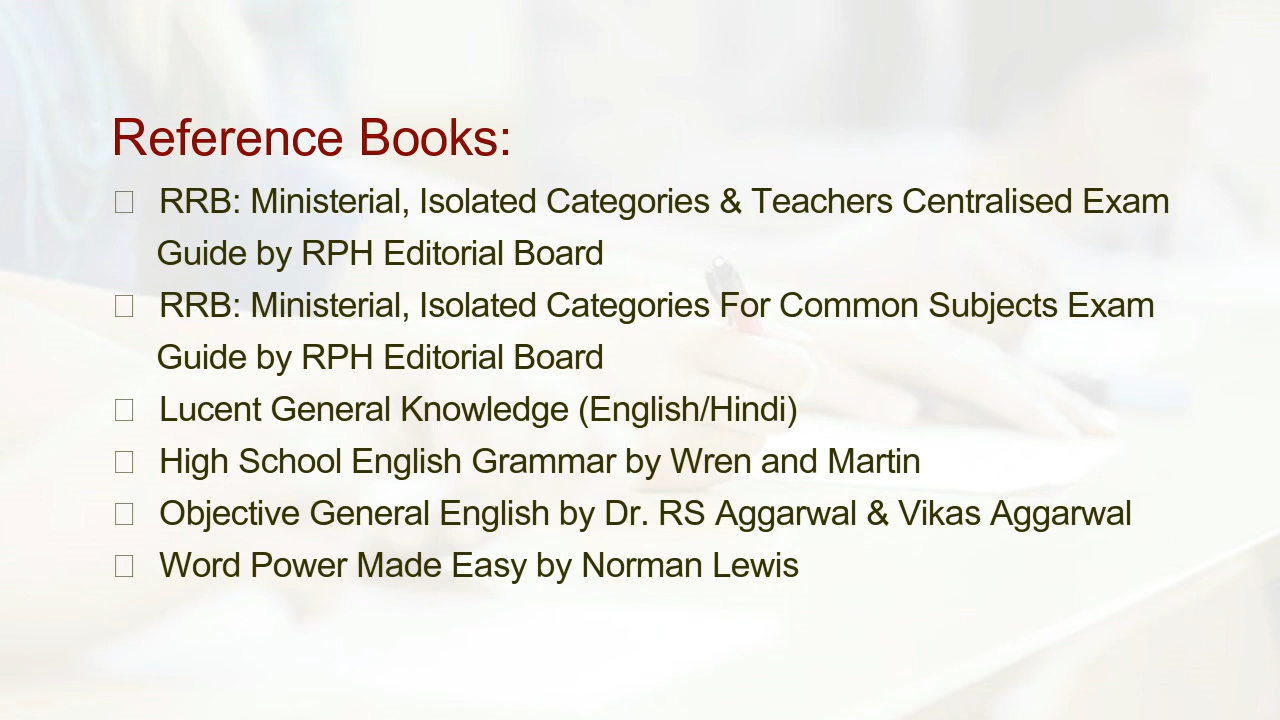 Reference Books:
RRB: Ministerial, Isolated Categories & Teachers Centralised Exam
Guide by RPH Editorial Board
RRB: Ministerial, Isolated Categories For Common Subjects Exam
Guide by RPH Editorial Board
Lucent General Knowledge (English/Hindi)
High School English Grammar by Wren and Martin
Objective General English by Dr. RS Aggarwal & Vikas Aggarwal
Word Power Made Easy by Norman Lewis